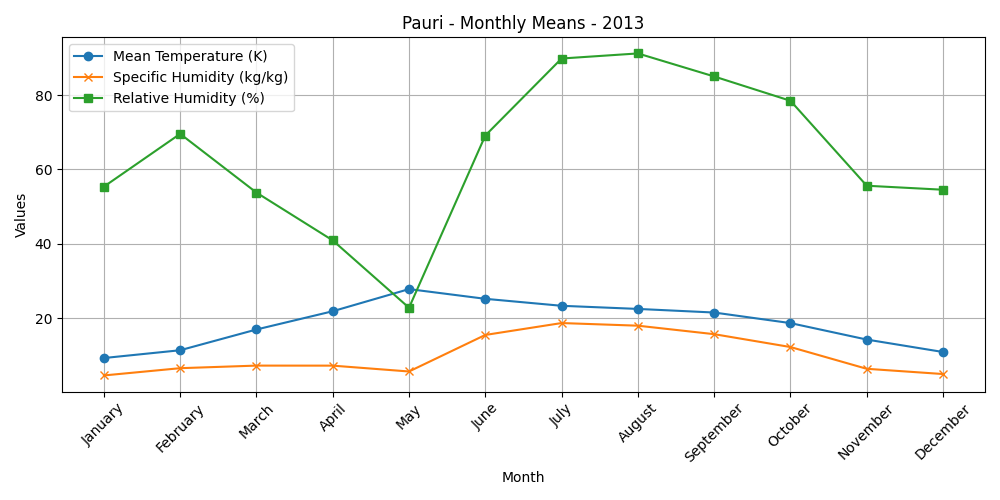 Pauri - Monthly Means - 2013
Mean Temperature (K)
Specific Humidity (kg/kg)
Relative Humidity (%)
Values
80
60
40
20
January
February
March
April
May
June
July
August
September
October
November
December
Month